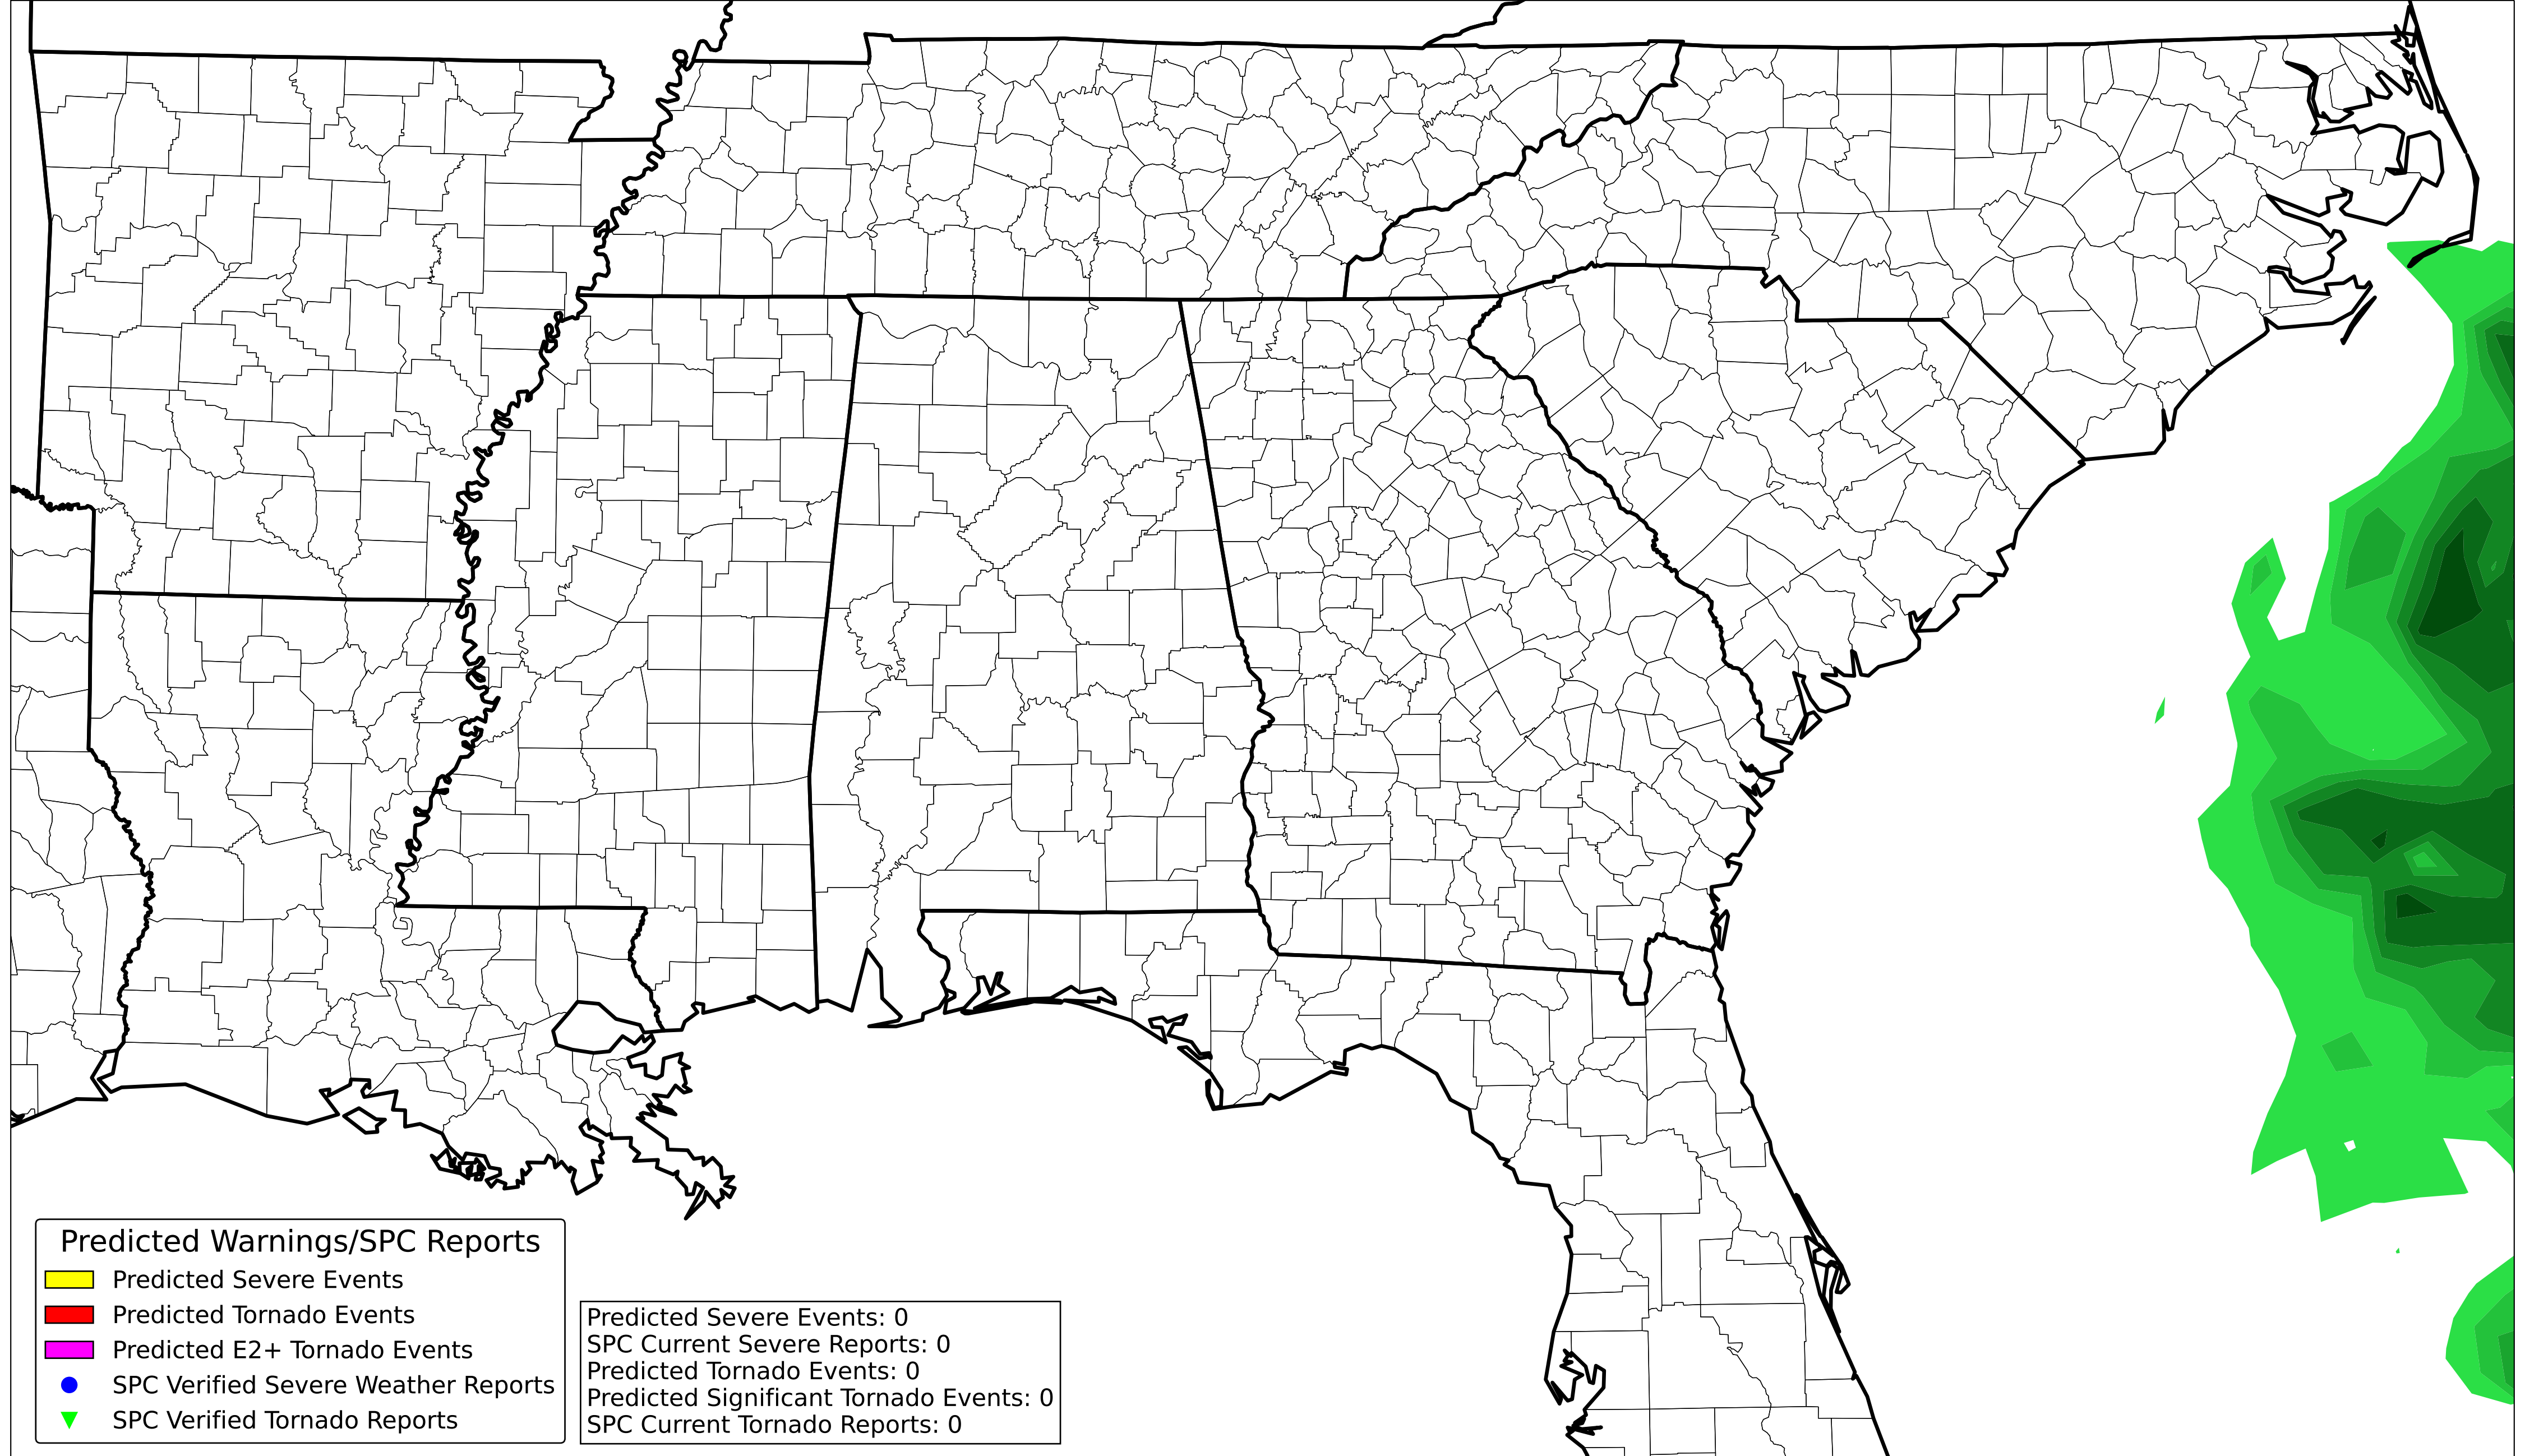 Predicted Warnings/SPC Reports
Predicted Severe Events
Predicted Tornado Events
Predicted E2+ Tornado Events
SPC Verified Severe Weather Reports
SPC Verified Tornado Reports
Predicted Severe Events: 0
SPC Current Severe Reports: 0
Predicted Tornado Events: 0
Predicted Significant Tornado Events: 0
SPC Current Tornado Reports: 0